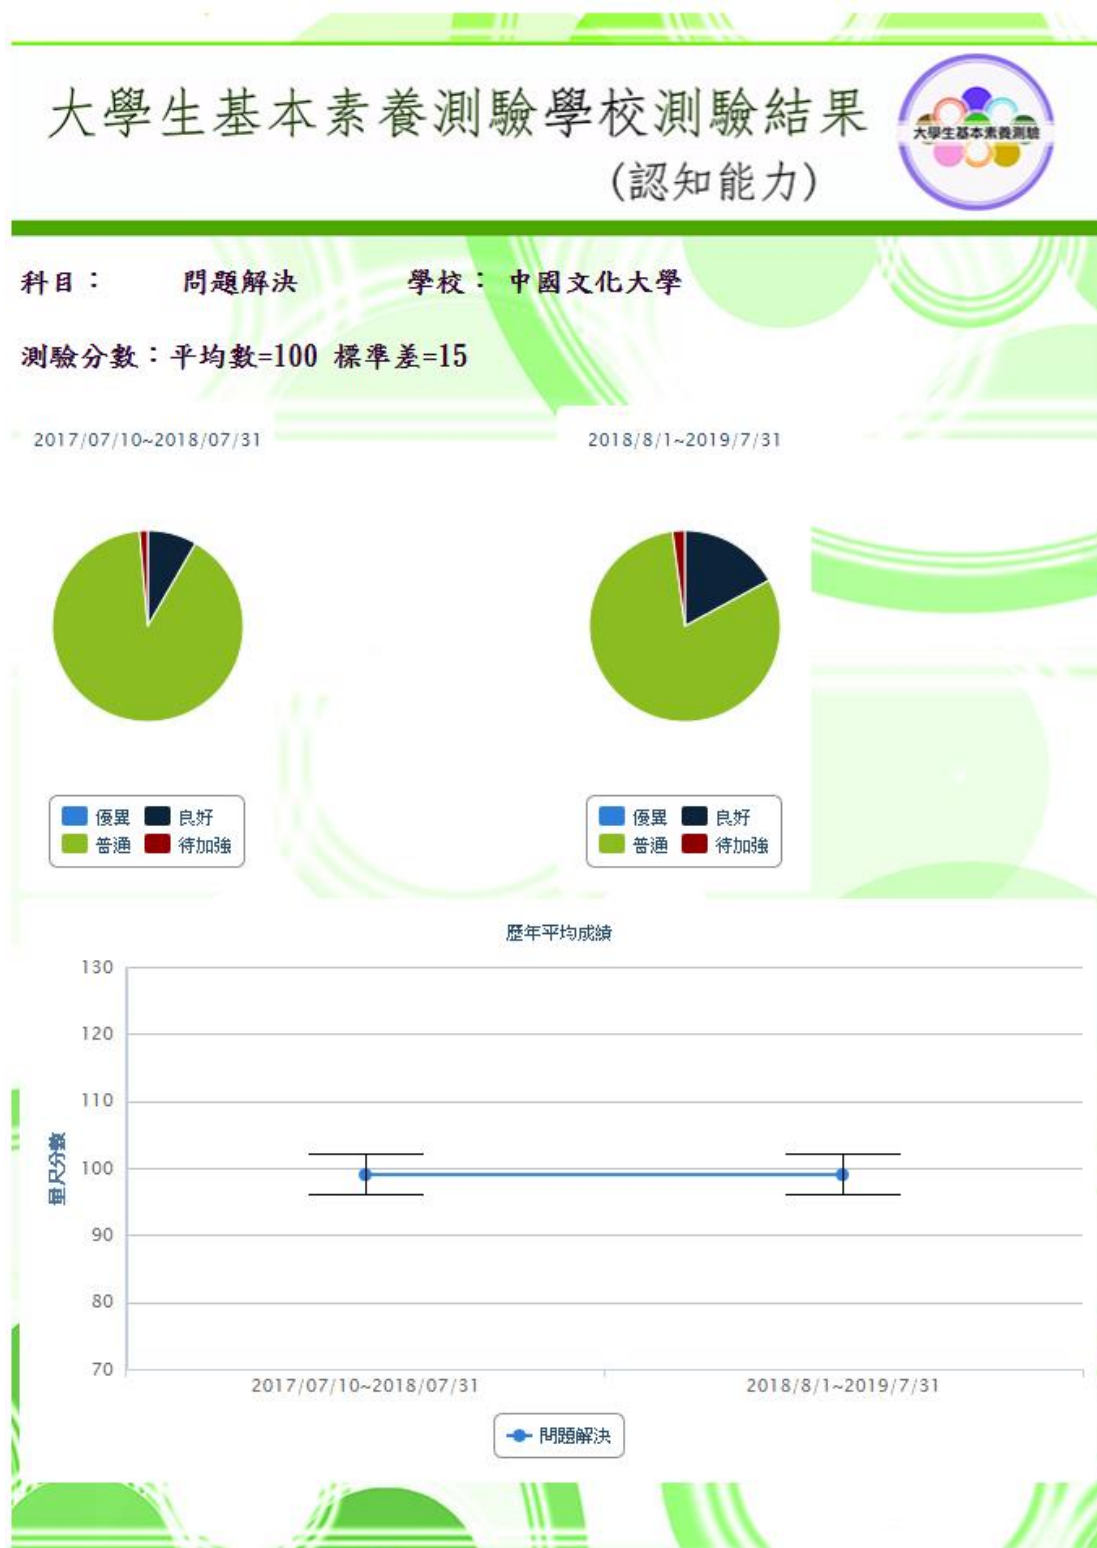 大學生基本素養測驗學校測驗結果
(認知能力)
大學生基本素養測驗
科目： 問題解決 學校： 中國文化大學
測驗分數：平均數=100 標準差=15
2017/07/10~2018/07/31
2018/8/1~2019/7/31
優異 良好
普通 待加強
優異 良好
普通 待加強
歷年平均成績
130
120
110
100
90
80
70
量尺分數
2017/07/10~2018/07/31
2018/8/1~2019/7/31
問題解決